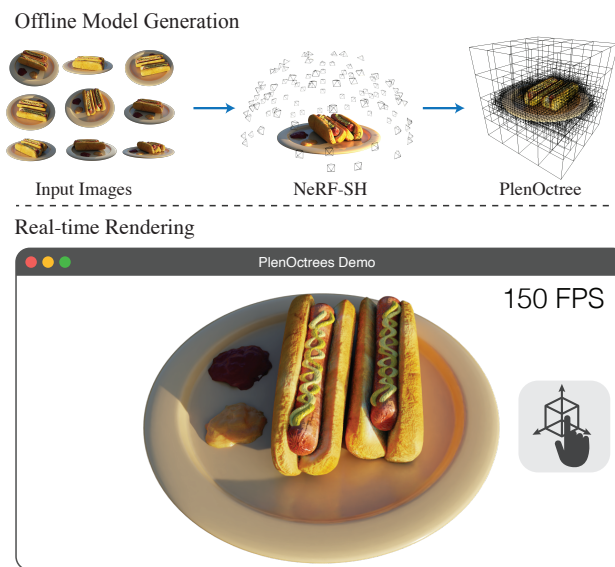 Offline Model Generation
Input Images
NeRF-SH
PlenOctree
Real-time Rendering
PlenOctrees Demo
150 FPS